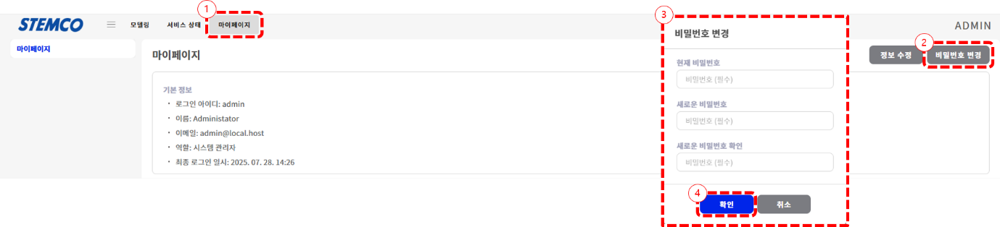 STEMCO
모델링
서비스 상태
1
마이페이지
ADMIN
마이페이지
마이페이지
정보 수정
2
비밀번호 변경
기본 정보
· 로그인 아이디: admin
· 이름: Administator
· 이메일: admin@local.host
· 역할: 시스템 관리자
· 최종 로그인 일시: 2025. 07. 28. 14:26
3
비밀번호 변경
현재 비밀번호
비밀번호 (필수)
새로운 비밀번호
비밀번호 (필수)
새로운 비밀번호 확인
비밀번호 (필수)
4
확인
취소